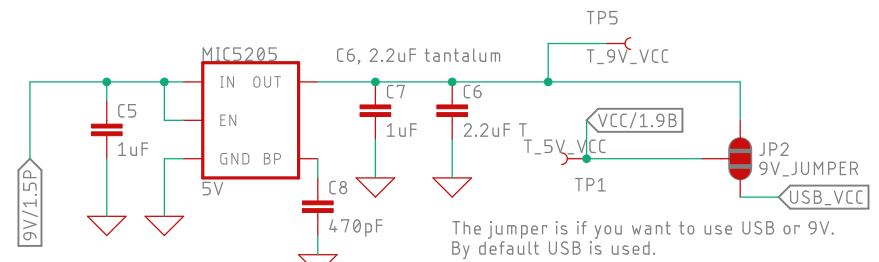 TP5
MIC5205
C6, 2.2uF tantalum
T_9V_VCC
IN OUT
C5
C7
C6
EN
VCC/1.9B
1uF
1uF
2.2uF T
T_5V_VCC
JP2
GND BP
9V_JUMPER
5V
C8
TP1
USB_VCC
9V/1.5P
470pF
The jumper is if you want to use USB or 9V.
By default USB is used.